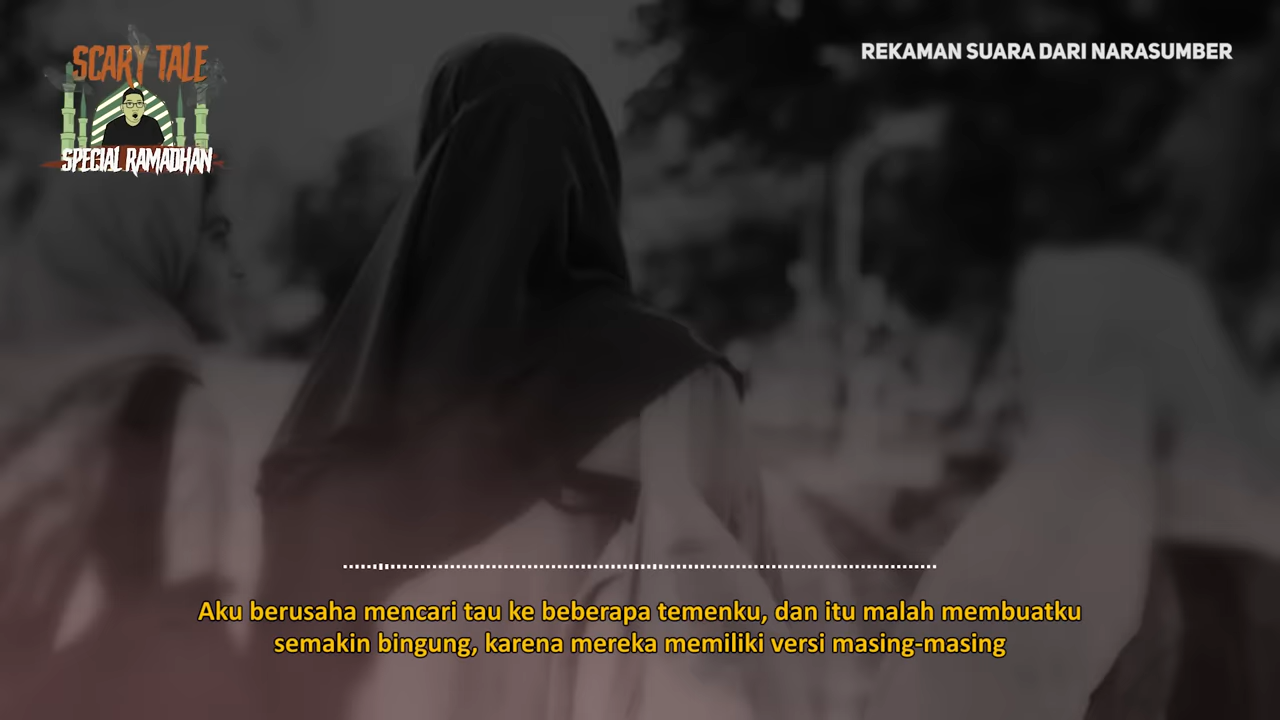 SCARY TALE
SPECIAL RAMADHAN
REKAMAN SUARA DARI NARASUMBER
Aku berusaha mencari tau ke beberapa temenku, dan itu malah membuatku
semakin bingung, karena mereka memiliki versi masing-masing